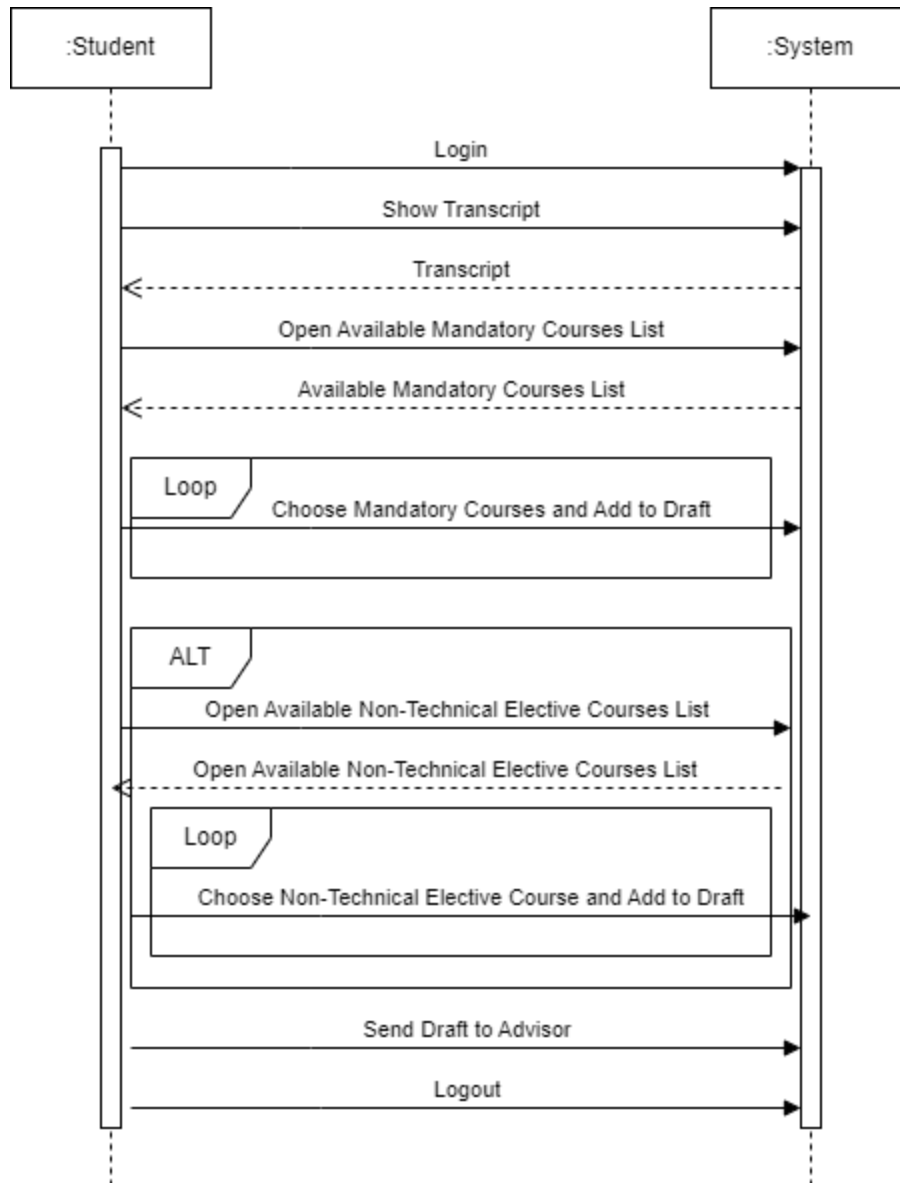 :Student
:System
Login
Show Transcript
Transcript
Open Available Mandatory Courses List
Available Mandatory Courses List
Loop
Choose Mandatory Courses and Add to Draft
ALT
Open Available Non-Technical Elective Courses List
Open Available Non-Technical Elective Courses List
Loop
Choose Non-Technical Elective Course and Add to Draft
Send Draft to Advisor
Logout